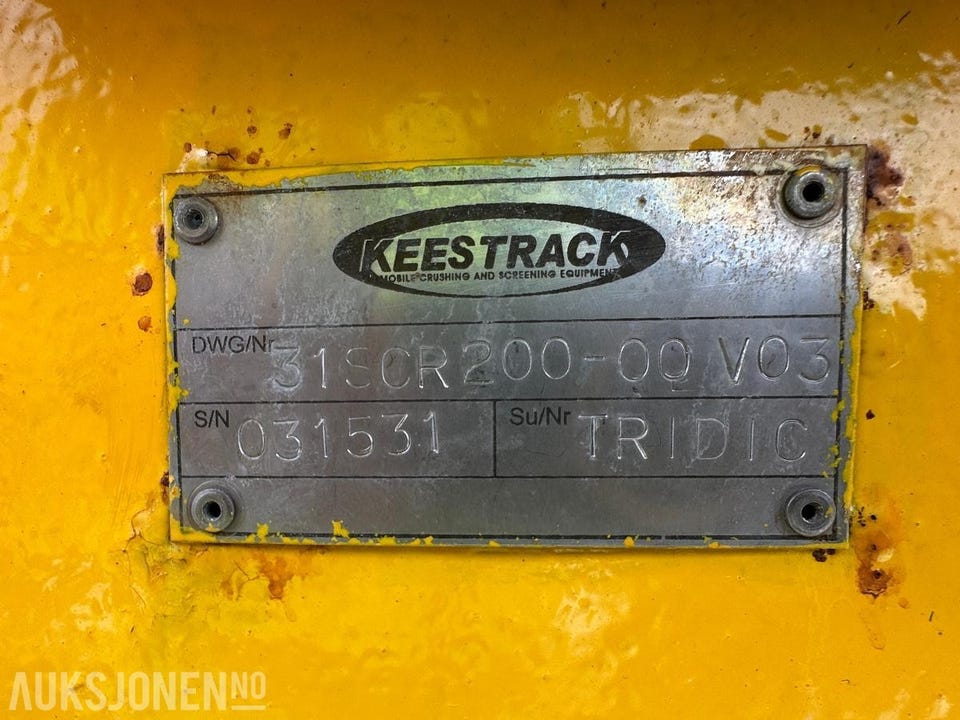 KEESTRACK
MOBILE CRUSHING AND SCREENING EQUIPMENT
DWG/Nr 31SCR200-00 V03
S/N 031531 Su/Nr TRIDIC
AUKSJONEN NO